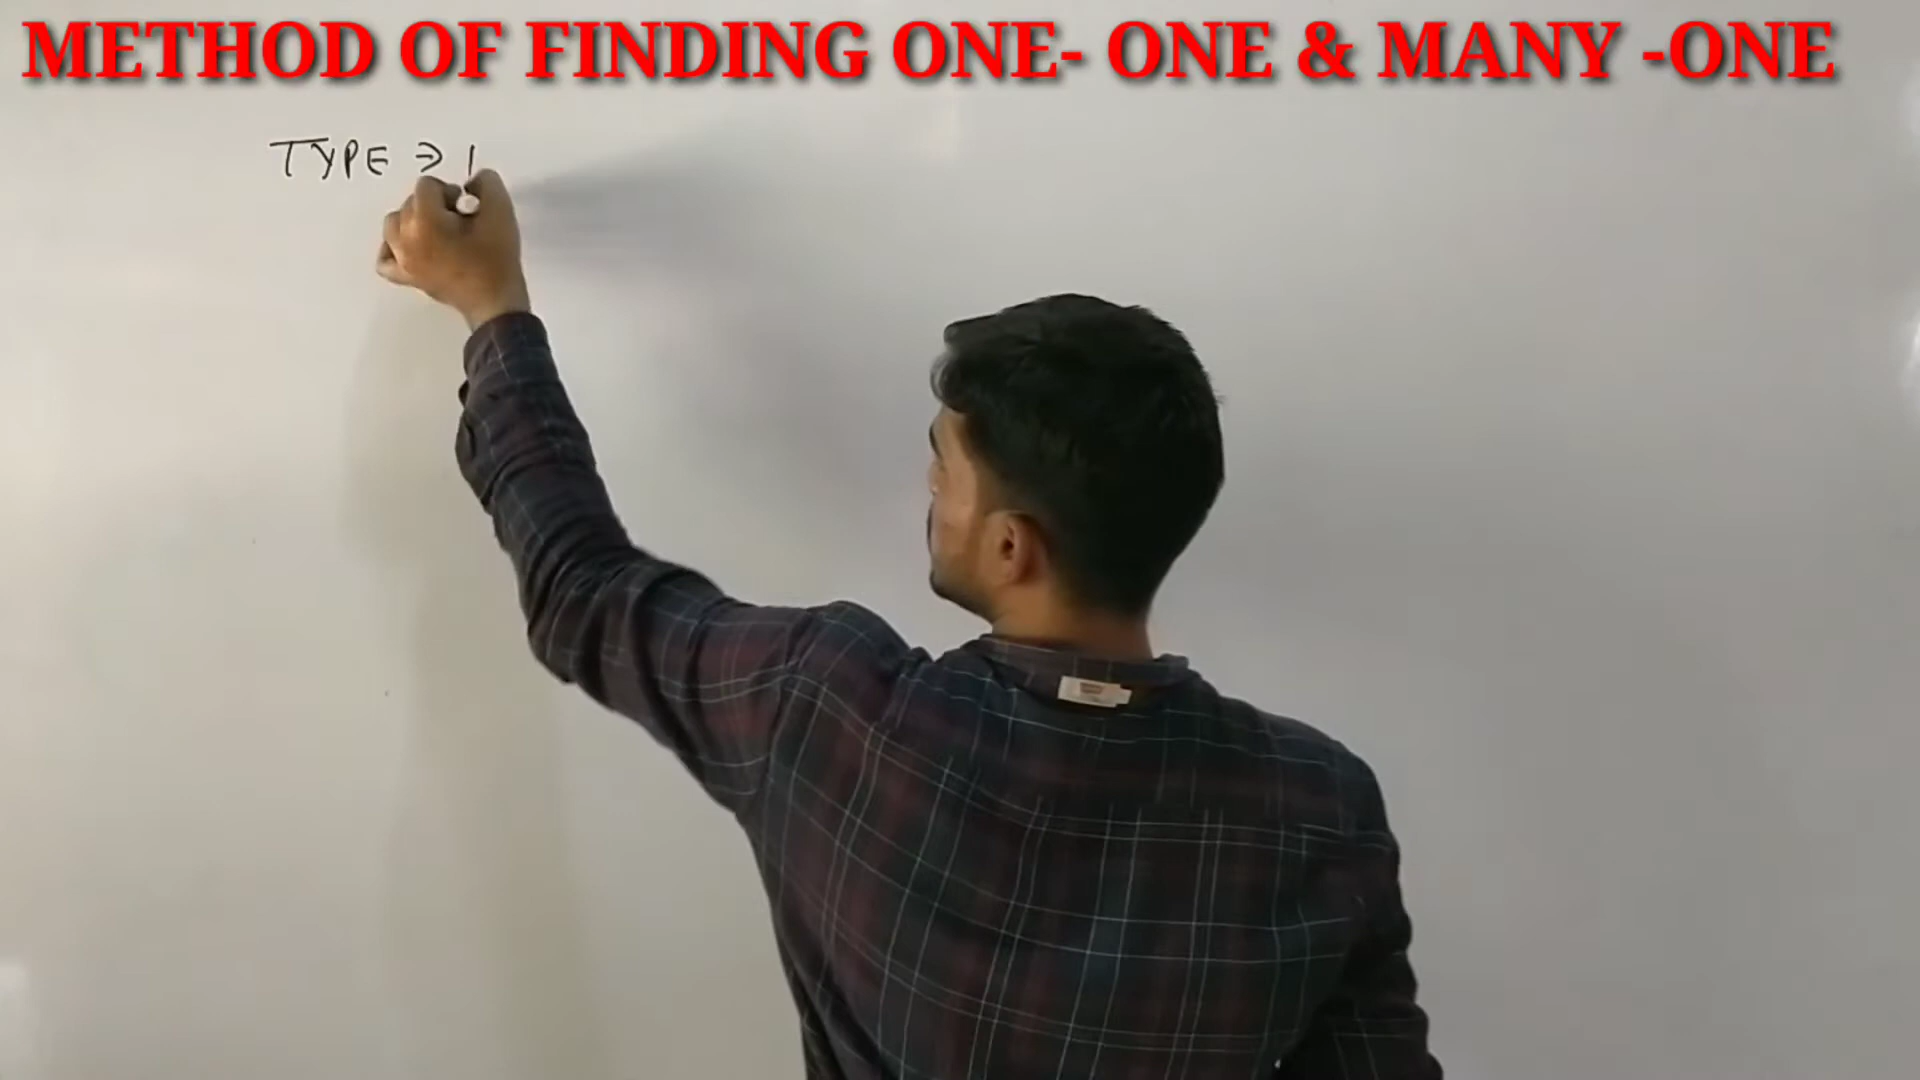 METHOD OF FINDING ONE- ONE & MANY -ONE
TYPE ⇒ 1